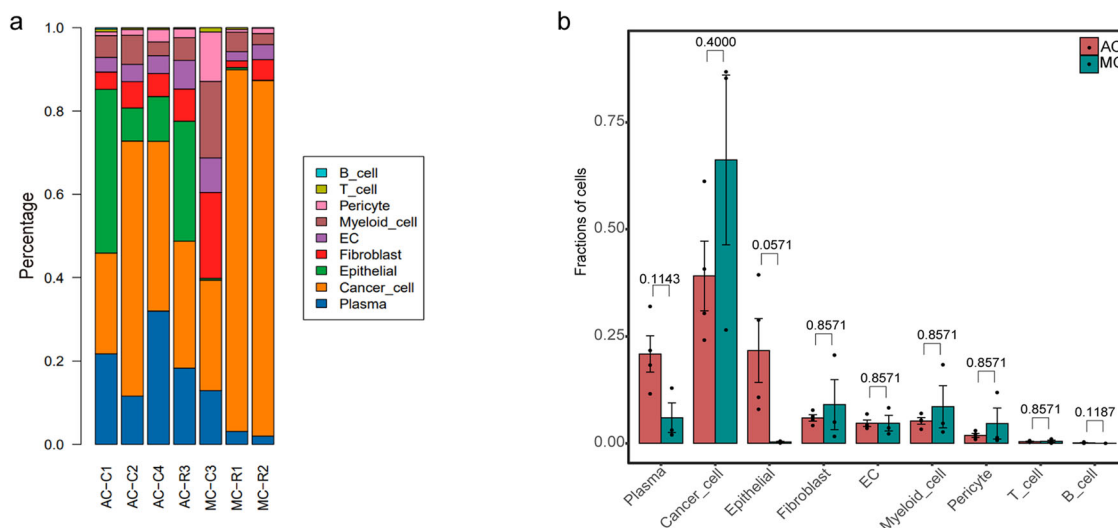 a
Percentage
1.0
0.8
0.6
0.4
0.2
0.0
AC-C1
AC-C2
AC-C4
AC-R3
MC-C3
MC-R1
MC-R2
B_cell
T_cell
Pericyte
Myeloid_cell
EC
Fibroblast
Epithelial
Cancer_cell
Plasma
b
Fractions of cells
0.75
0.50
0.25
0.00
0.1143
0.4000
0.0571
0.8571
0.8571
0.8571
0.8571
0.8571
0.1187
AC
MC
Plasma
Cancer_cell
Epithelial
Fibroblast
EC
Myeloid_cell
Pericyte
T_cell
B_cell